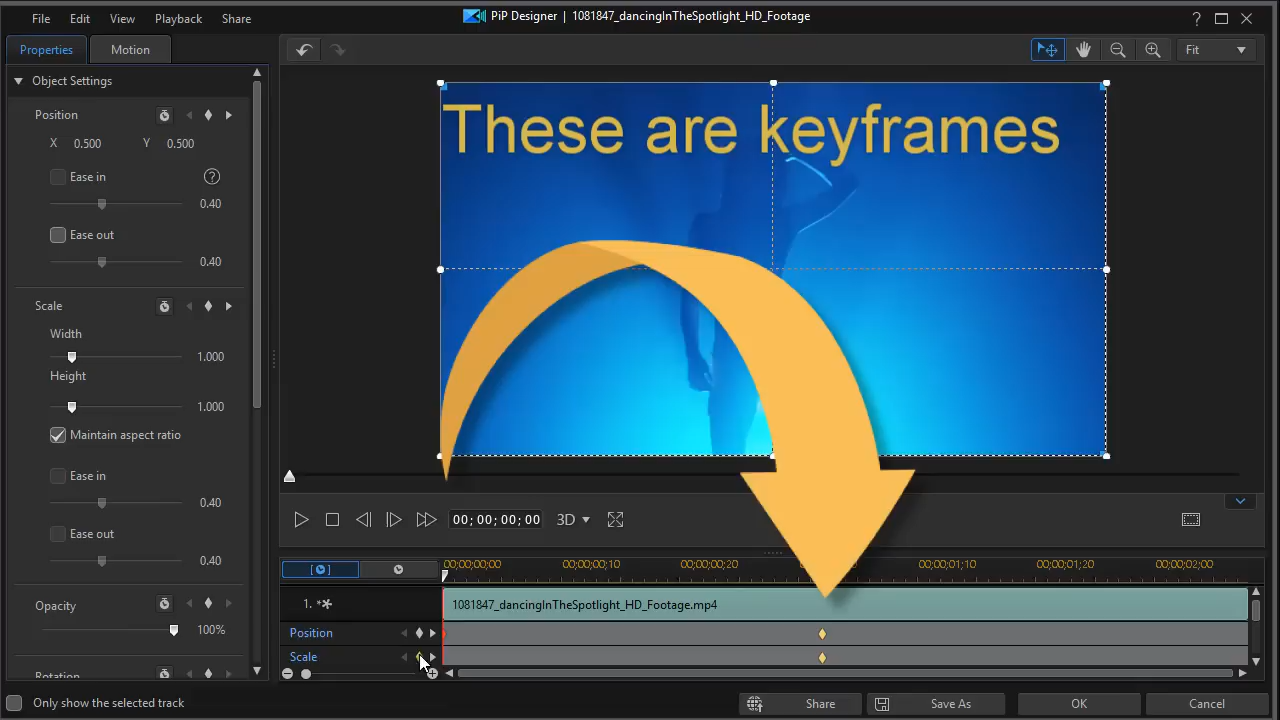 File Edit View Playback Share
PiP Designer | 1081847_dancingInTheSpotlight_HD_Footage
?
Properties Motion
Fit
Object Settings
Position
X 0.500 Y 0.500
Ease in ?
0.40
Ease out
0.40
Scale
Width
1.000
Height
1.000
Maintain aspect ratio
Ease in
0.40
Ease out
0.40
Opacity
100%
Rotation
These are keyframes
00; 00; 00; 00 3D
00;00;00;00 00;00;00;10 00;00;00;20 00;00;01;10 00;00;01;20 00;00;02;00
1. 1081847_dancingInTheSpotlight_HD_Footage.mp4
Position
Scale
Only show the selected track
Share Save As OK Cancel